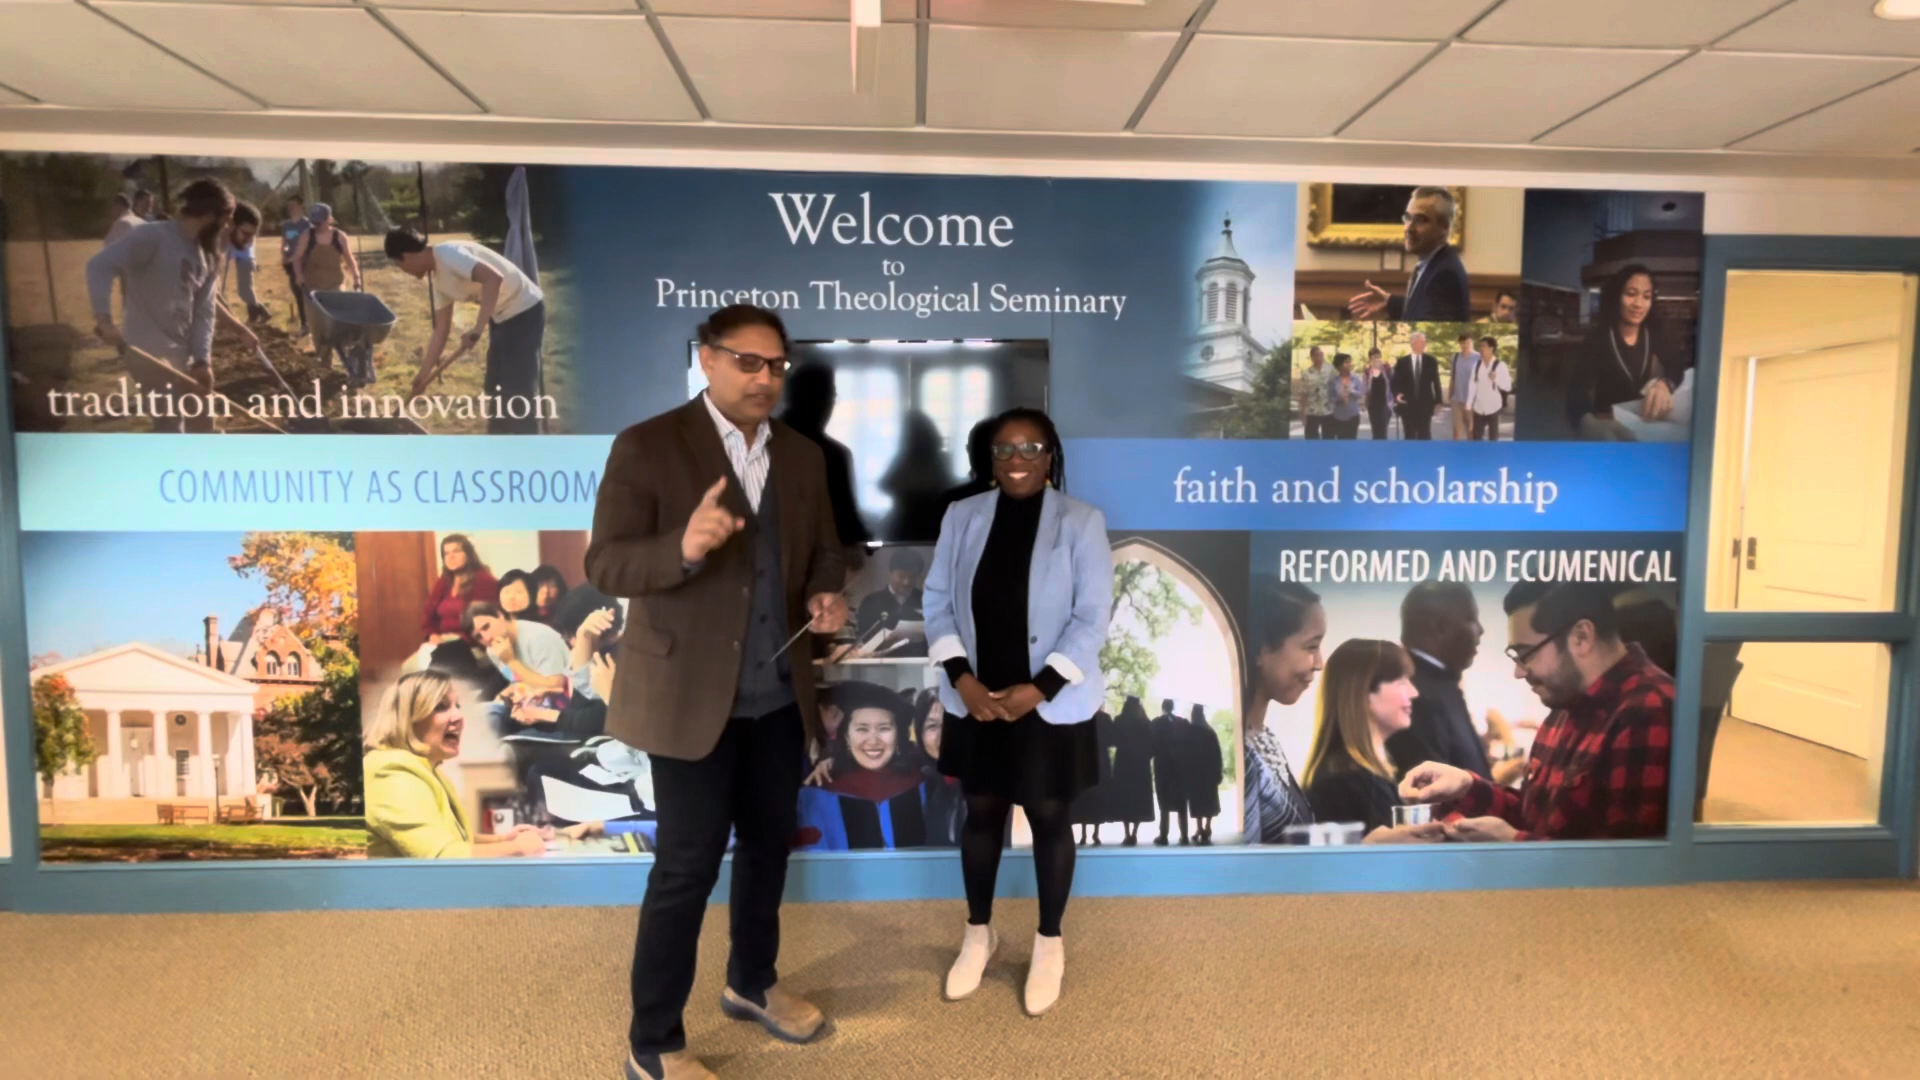 Welcome
to
Princeton Theological Seminary
tradition and innovation
COMMUNITY AS CLASSROOM
faith and scholarship
REFORMED AND ECUMENICAL